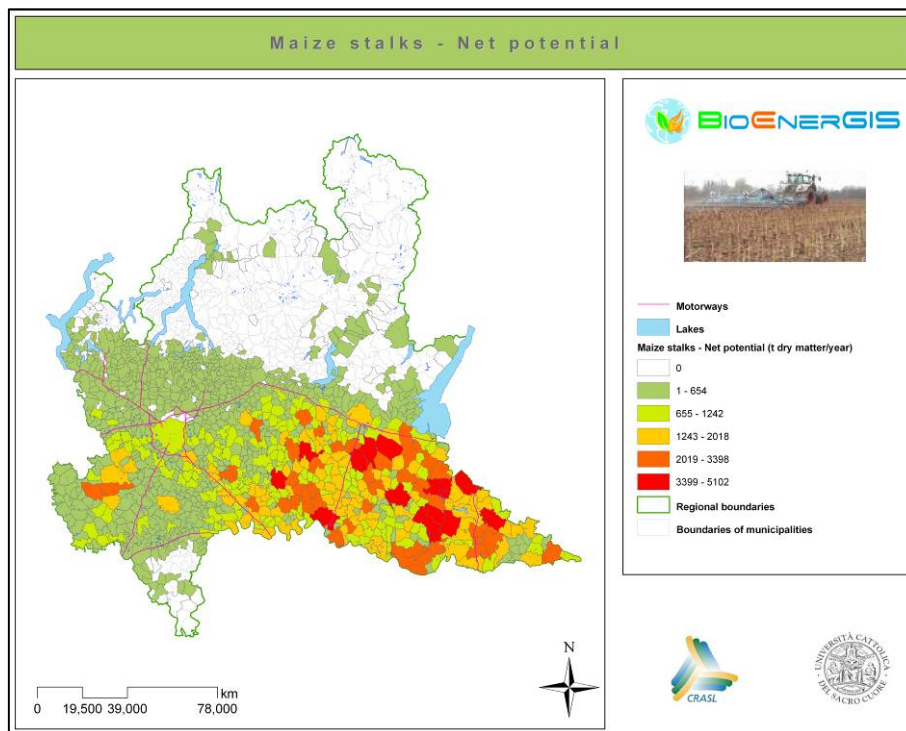 Maize stalks - Net potential
BIOENERGIS
Motorways
Lakes
Maize stalks - Net potential (t dry matter/year)
0
1 - 654
655 - 1242
1243 - 2018
2019 - 3398
3399 - 5102
Regional boundaries
Boundaries of municipalities
N
km
0 19,500 39,000 78,000
CRASL
UNIVERSITÀ CATTOLICA
DEL SACRO CUORE